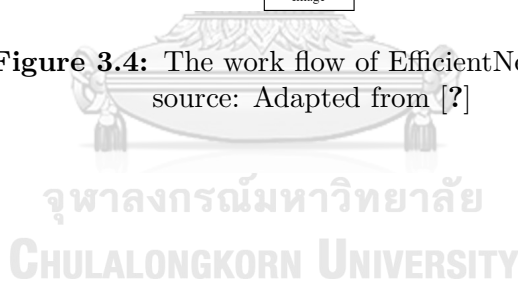 Image
Figure 3.4: The work flow of EfficientNe
source: Adapted from [?]
จุฬาลงกรณ์มหาวิทยาลัย
CHULALONGKORN UNIVERSITY